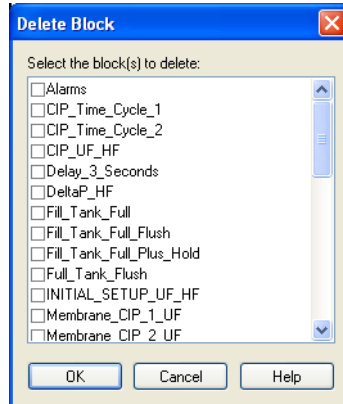 Delete Block
Select the block(s) to delete:
Alarms
CIP_Time_Cycle_1
CIP_Time_Cycle_2
CIP_UF_HF
Delay_3_Seconds
DeltaP_HF
Fill_Tank_Full
Fill_Tank_Full_Flush
Fill_Tank_Full_Plus_Hold
Full_Tank_Flush
INITIAL_SETUP_UF_HF
Membrane_CIP_1_UF
Membrane_CIP_2_UF
OK Cancel Help